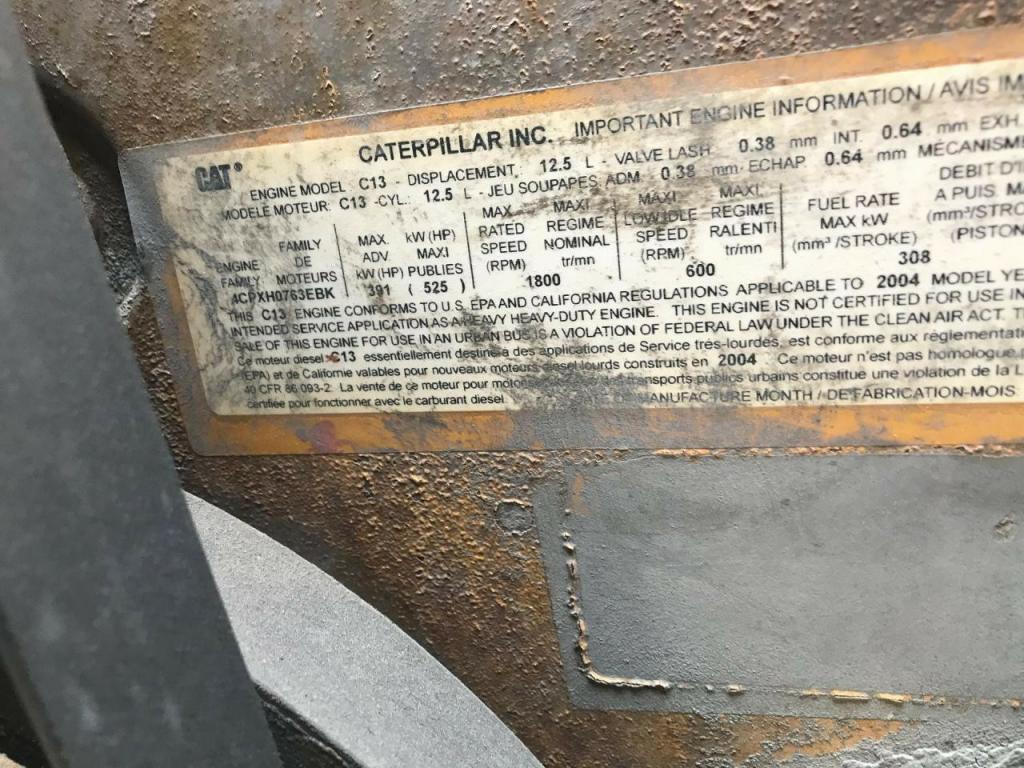 CAT® CATERPILLAR INC. IMPORTANT ENGINE INFORMATION / AVIS IM
ENGINE MODEL C13 - DISPLACEMENT 12.5 L - VALVE LASH 0.38 mm INT. 0.64 mm EXH.
MODÈLE MOTEUR: C13 -CYL.: 12.5 L - JEU SOUPAPES ADM 0.38 mm- ECHAP 0.64 mm MÉCANISME
ENGINE FAMILY
FAMILY DE MOTEURS
4CPXH0763EBK
MAX. ADV. kW (HP)
kW (HP) MAXI PUBLIES
391 ( 525 )
MAX. RATED SPEED (RPM)
MAXI REGIME NOMINAL tr/mn
1800
LOW IDLE SPEED (RPM)
MAXI. REGIME RALENTI tr/mn
600
FUEL RATE
MAX kW
(mm³ /STROKE)
308
DEBIT D'I
A PUIS. MA
(mm³/STRO
(PISTON
THIS C13 ENGINE CONFORMS TO U.S. EPA AND CALIFORNIA REGULATIONS APPLICABLE TO 2004 MODEL YE
INTENDED SERVICE APPLICATION AS A HEAVY HEAVY-DUTY ENGINE. THIS ENGINE IS NOT CERTIFIED FOR USE IN
SALE OF THIS ENGINE FOR USE IN AN URBAN BUS IS A VIOLATION OF FEDERAL LAW UNDER THE CLEAN AIR ACT. T
Ce moteur diesel C13 essentiellement destiné a des applications de Service trés-lourdes, est conforme aux réglementati
(EPA) et de Californie valables pour nouveaux moteurs diesel lourds construits en 2004 Ce moteur n'est pas homologue
40 CFR 86 093-2. La vente de ce moteur pour transports publics urbains constitue une violation de la L
certifiée pour fonctionner avec le carburant diesel. MANUFACTURE MONTH / DE FABRICATION-MOIS